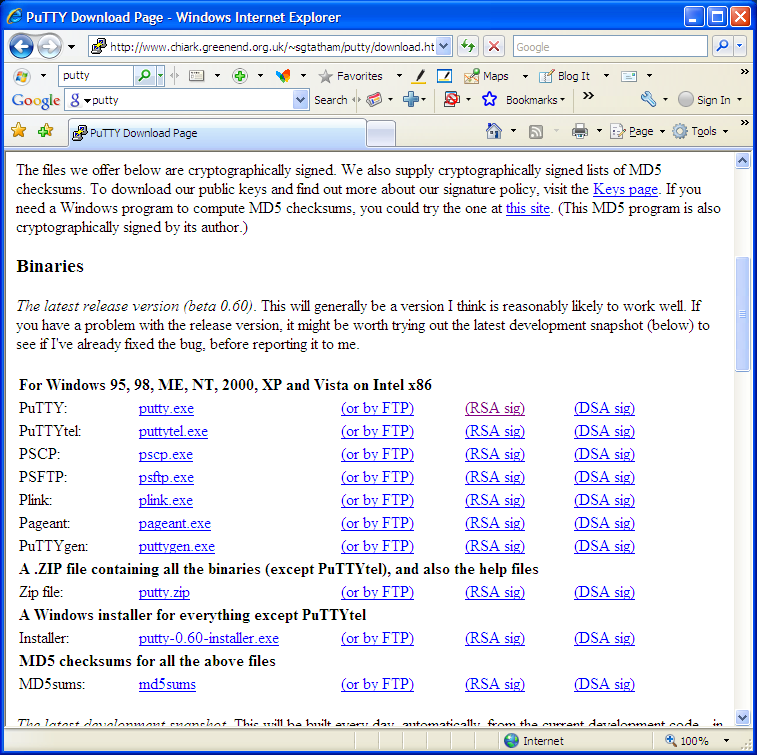 PuTTY Download Page - Windows Internet Explorer
http://www.chiark.greenend.org.uk/~sgtatham/putty/download.ht
Google
putty
Favorites
Maps
Blog It
Google
putty
Search
Bookmarks
Sign In
PuTTY Download Page
Page
Tools
The files we offer below are cryptographically signed. We also supply cryptographically signed lists of MD5
checksums. To download our public keys and find out more about our signature policy, visit the Keys page. If you
need a Windows program to compute MD5 checksums, you could try the one at this site. (This MD5 program is also
cryptographically signed by its author.)
Binaries
The latest release version (beta 0.60). This will generally be a version I think is reasonably likely to work well. If
you have a problem with the release version, it might be worth trying out the latest development snapshot (below) to
see if I've already fixed the bug, before reporting it to me.
For Windows 95, 98, ME, NT, 2000, XP and Vista on Intel x86
PuTTY: putty.exe (or by FTP) (RSA sig) (DSA sig)
PuTTYtel: puttytel.exe (or by FTP) (RSA sig) (DSA sig)
PSCP: pscp.exe (or by FTP) (RSA sig) (DSA sig)
PSFTP: psftp.exe (or by FTP) (RSA sig) (DSA sig)
Plink: plink.exe (or by FTP) (RSA sig) (DSA sig)
Pageant: pageant.exe (or by FTP) (RSA sig) (DSA sig)
PuTTYgen: puttygen.exe (or by FTP) (RSA sig) (DSA sig)
A .ZIP file containing all the binaries (except PuTTYtel), and also the help files
Zip file: putty.zip (or by FTP) (RSA sig) (DSA sig)
A Windows installer for everything except PuTTYtel
Installer: putty-0.60-installer.exe (or by FTP) (RSA sig) (DSA sig)
MD5 checksums for all the above files
MD5sums: md5sums (or by FTP) (RSA sig) (DSA sig)
The latest development snapshot. This will be built every day, automatically, from the current development code - in
Internet
100%